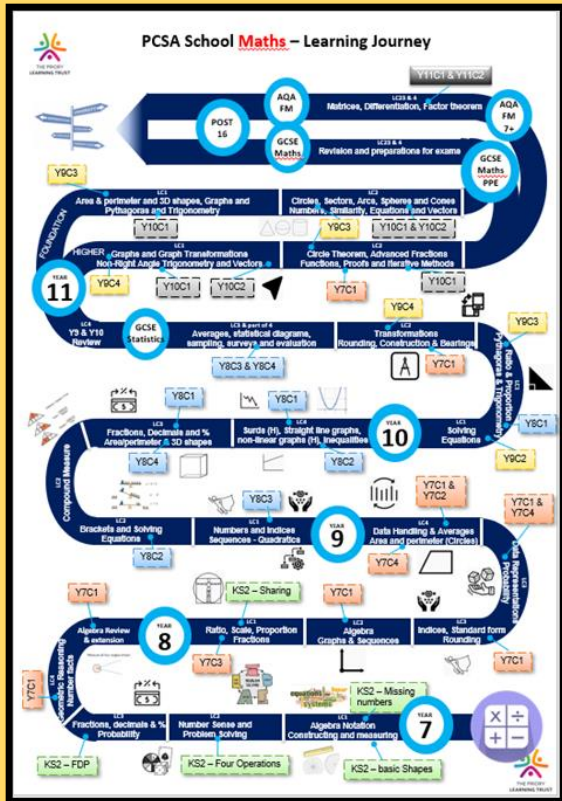 PCSA School Maths – Learning Journey
THE PRIORY
LEARNING TRUST
Y11C1 & Y11C2
LC23 & 4
Matrices, Differentiation, Factor theorem
AQA
FM
AQA
FM
7+
POST
16
GCSE
Maths
LC23 & 4
Revision and preparations for exams
GCSE
Maths
PPE
Y9C3
LC1
Area & perimeter and 3D shapes, Graphs and
Pythagoras and Trigonometry
LC2
Circles, Sectors, Arcs, Spheres and Cones
Numbers, Similarity, Equations and Vectors
FOUNDATION
Y10C1
Y9C3
Y10C1 & Y10C2
HIGHER
LC1
Graphs and Graph Transformations
Non-Right Angle Trigonometry and Vectors
LC2
Circle Theorem, Advanced Fractions
Functions, Proofs and Iterative Methods
YEAR
11
Y9C4
Y10C1
Y10C2
Y7C1
Y10C1
Y9C4
LC4
Y9 & Y10
Review
GCSE
Statistics
LC3 & part of 4
Averages, statistical diagrams,
sampling, surveys and evaluation
LC2
Transformations
Rounding, Construction & Bearings
Y9C3
LC1
Ratio & Proportion
Pythagoras & Trigonometry
Y8C3 & Y8C4
Y7C1
Y8C1
Y8C1
Y8C1
LC3
Fractions, Decimals and %
Area/perimeter & 3D shapes
LC4
Surds (H), Straight line graphs,
non-linear graphs (H), Inequalities
YEAR
10
LC1
Solving
Equations
Y9C2
Y8C4
Y8C2
LC2
Compound Measure
Y8C3
Y7C1 &
Y7C2
Y7C1 &
Y7C4
LC2
Brackets and Solving
Equations
LC1
Numbers and Indices
Sequences - Quadratics
YEAR
9
LC4
Data Handling & Averages
Area and perimeter (Circles)
LC3
Data Representations
Probability
Y8C2
Y7C4
Y7C1
KS2 – Sharing
Y7C1
Algebra Review
& extension
YEAR
8
LC1
Ratio, Scale, Proportion
Fractions
LC2
Algebra
Graphs & Sequences
LC3
Indices, Standard form
Rounding
Y7C1
Y7C3
Y7C1
LC4
Geometric Reasoning
Number facts
KS2 – Missing
numbers
equations
systems
LC3
Fractions, decimals & %
Probability
LC2
Number Sense and
Problem Solving
LC1
Algebra Notation
Constructing and measuring
YEAR
7
KS2 – FDP
KS2 – Four Operations
KS2 – basic Shapes
THE PRIORY
LEARNING TRUST